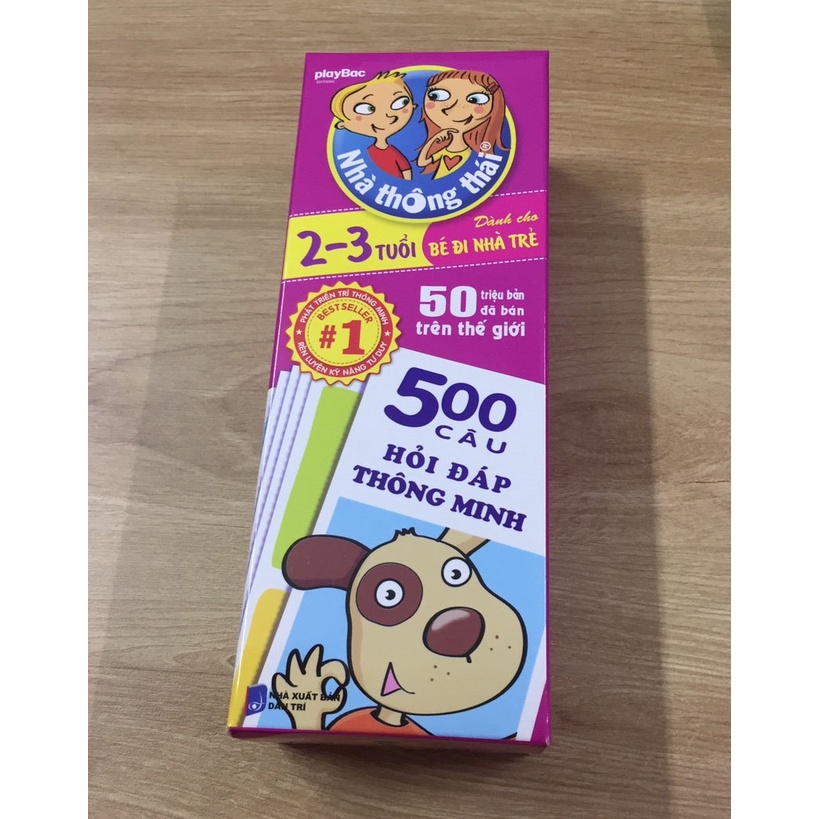 playBac
EDITIONS
Nhà thông thái®
2-3 TUỔI
Dành cho
BÉ ĐI NHÀ TRẺ
PHÁT TRIỂN TRÍ THÔNG MINH
BESTSELLER
#1
RÈN LUYỆN KỸ NĂNG TƯ DUY
50 triệu bản
đã bán
trên thế giới
500
CÂU
HỎI ĐÁP
THÔNG MINH
NHÀ XUẤT BẢN
DÂN TRÍ